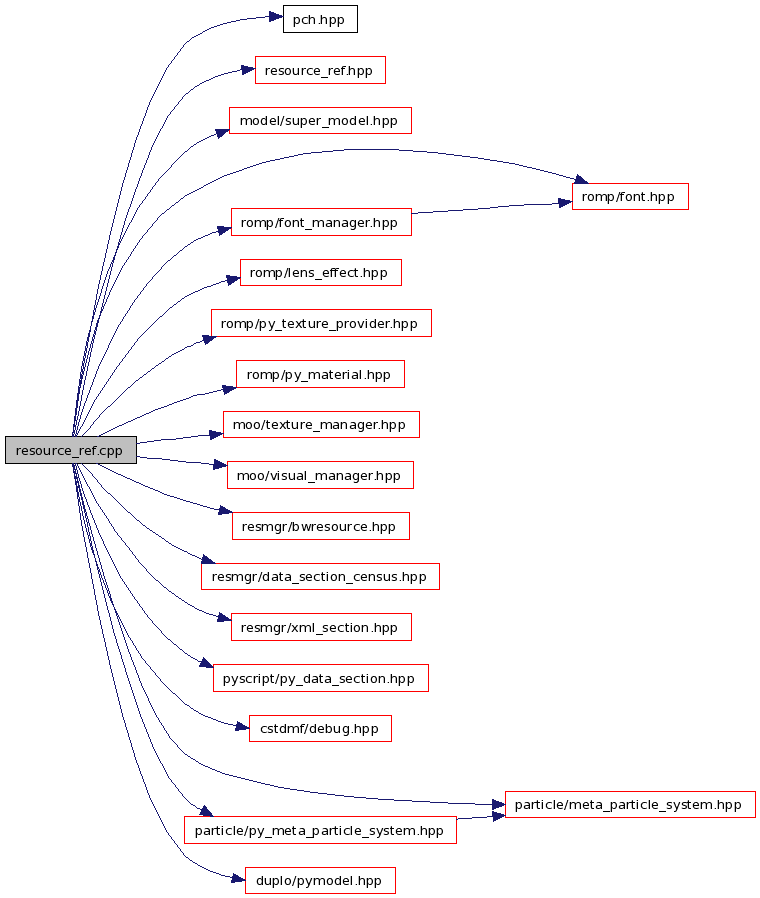 pch.hpp
resource_ref.hpp
model/super_model.hpp
romp/font.hpp
romp/font_manager.hpp
romp/lens_effect.hpp
romp/py_texture_provider.hpp
romp/py_material.hpp
moo/texture_manager.hpp
resource_ref.cpp
moo/visual_manager.hpp
resmgr/bwresource.hpp
resmgr/data_section_census.hpp
resmgr/xml_section.hpp
pyscript/py_data_section.hpp
cstdmf/debug.hpp
particle/meta_particle_system.hpp
particle/py_meta_particle_system.hpp
duplo/pymodel.hpp